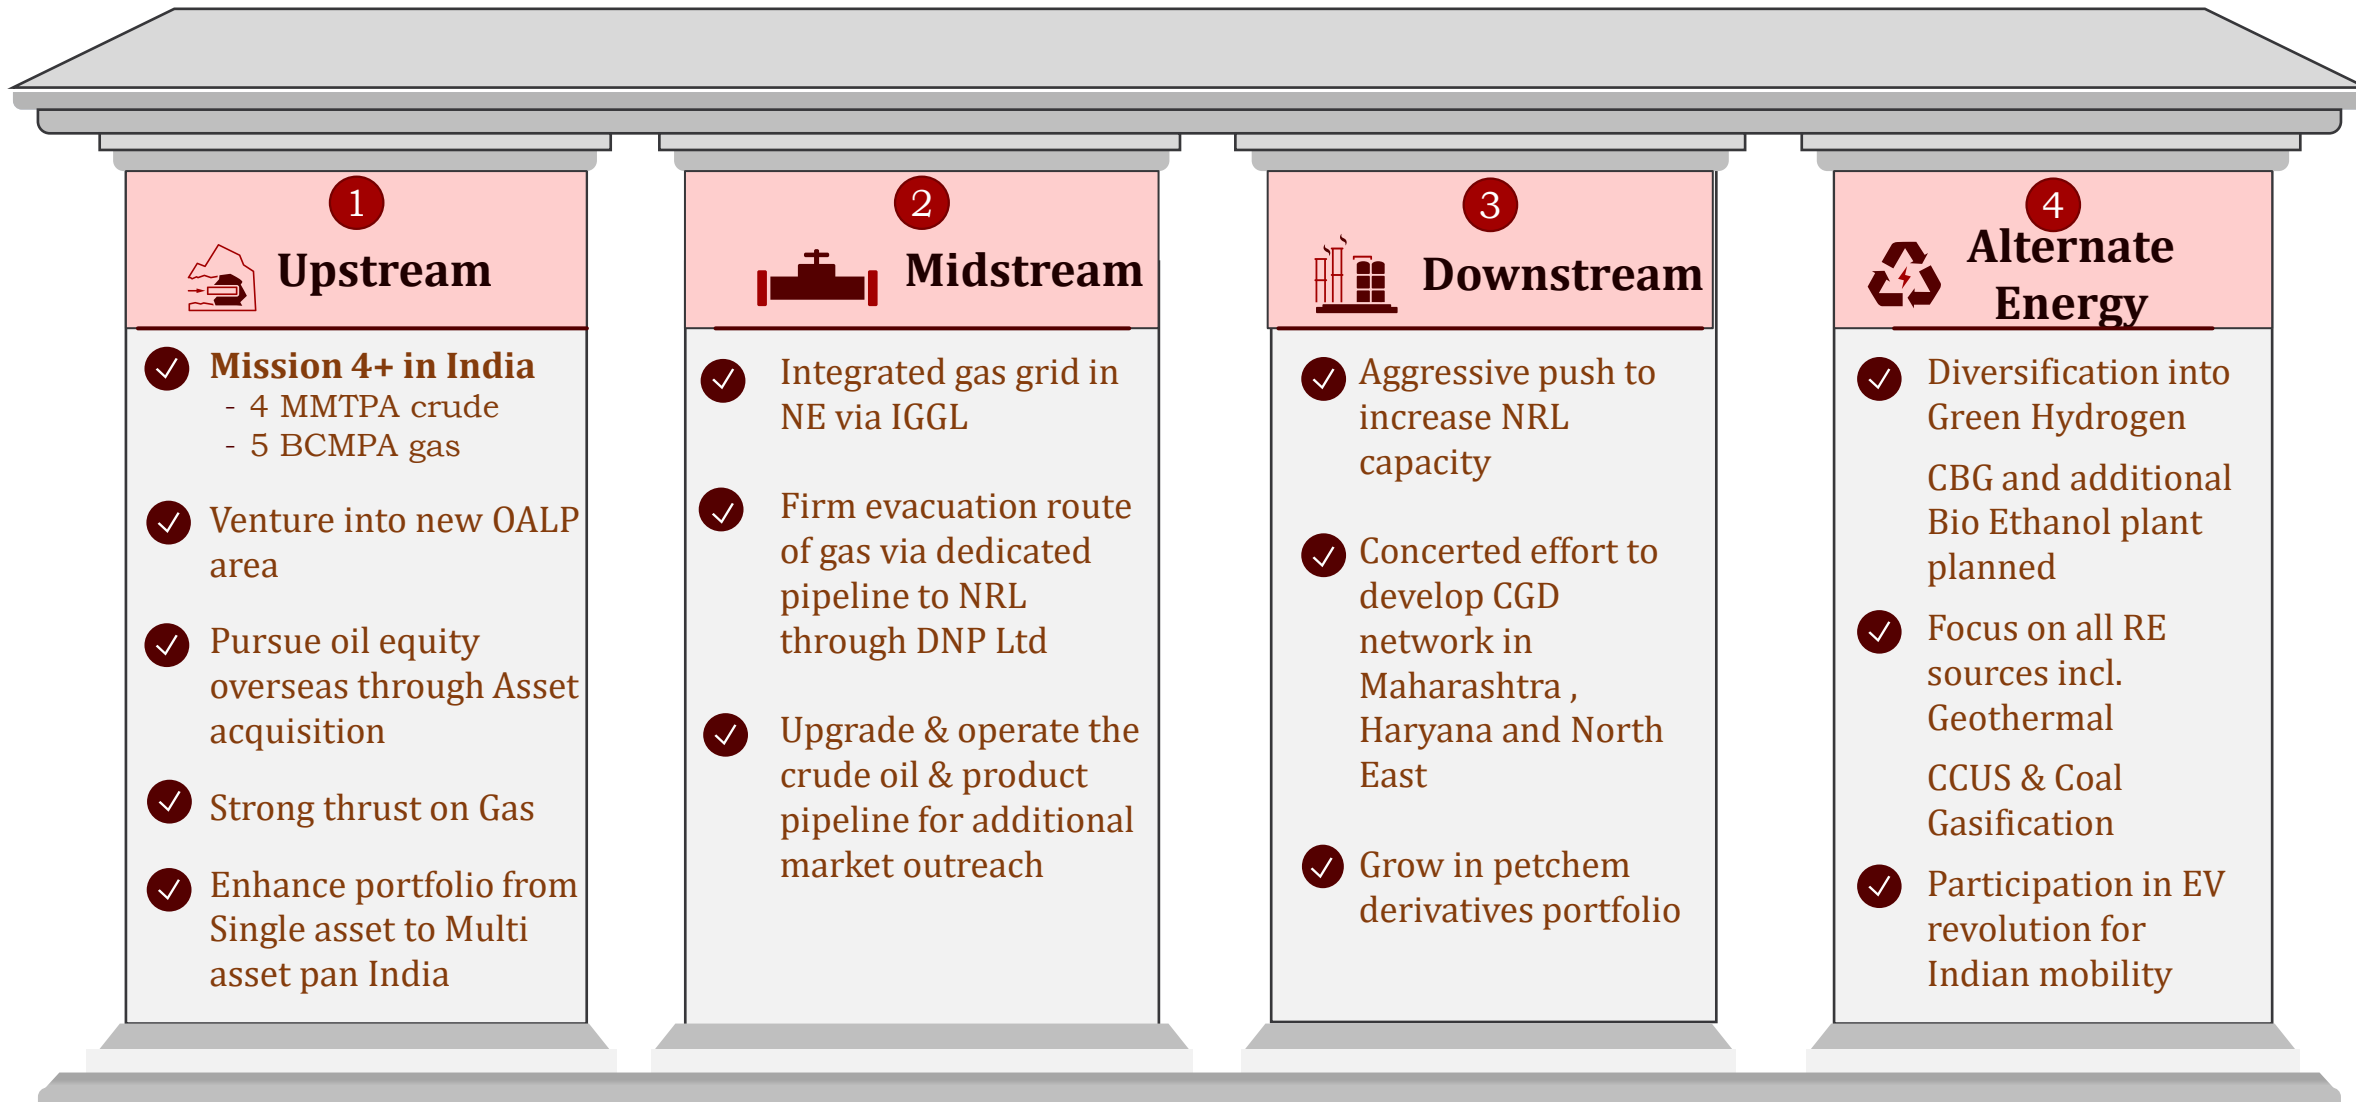 1
Upstream
Mission 4+ in India
- 4 MMTPA crude
- 5 BCMPA gas
Venture into new OALP
area
Pursue oil equity
overseas through Asset
acquisition
Strong thrust on Gas
Enhance portfolio from
Single asset to Multi
asset pan India
2
Midstream
Integrated gas grid in
NE via IGGL
Firm evacuation route
of gas via dedicated
pipeline to NRL
through DNP Ltd
Upgrade & operate the
crude oil & product
pipeline for additional
market outreach
3
Downstream
Aggressive push to
increase NRL
capacity
Concerted effort to
develop CGD
network in
Maharashtra ,
Haryana and North
East
Grow in petchem
derivatives portfolio
4
Alternate
Energy
Diversification into
Green Hydrogen
CBG and additional
Bio Ethanol plant
planned
Focus on all RE
sources incl.
Geothermal
CCUS & Coal
Gasification
Participation in EV
revolution for
Indian mobility